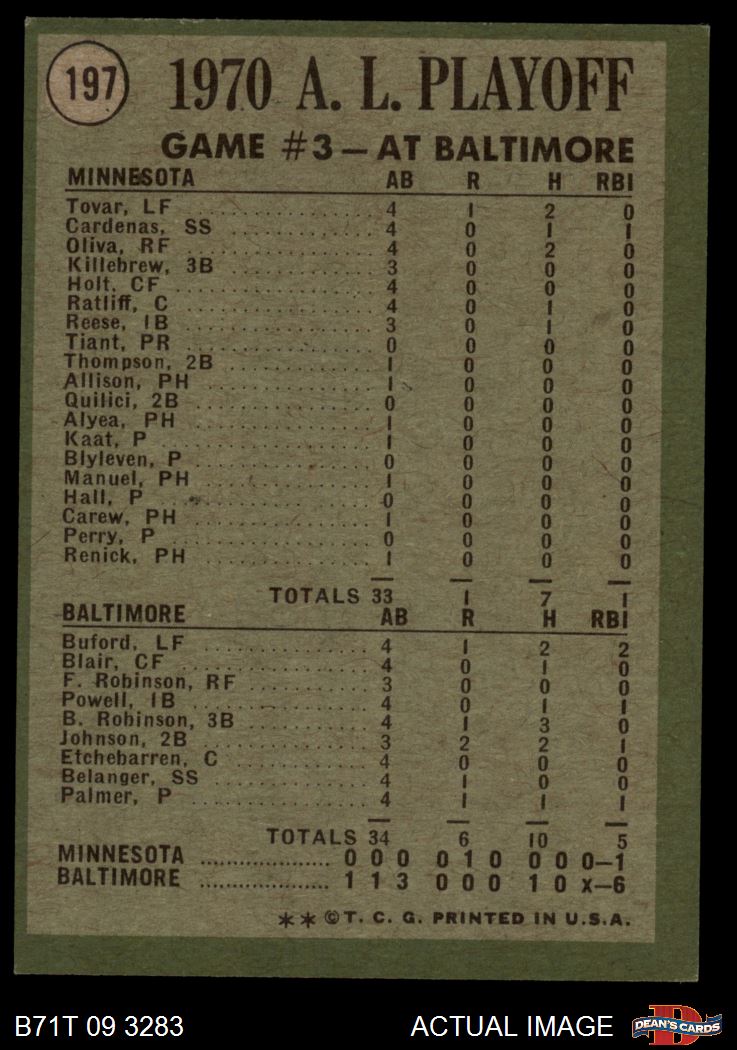 197
1970 A. L. PLAYOFF
GAME #3—AT BALTIMORE
MINNESOTA AB R H RBI
Tovar, LF 4 1 2 0
Cardenas, SS 4 0 1 1
Oliva, RF 4 0 2 0
Killebrew, 3B 3 0 0 0
Holt, CF 4 0 0 0
Ratliff, C 4 0 1 0
Reese, 1B 3 0 1 0
Tiant, PR 0 0 0 0
Thompson, 2B 1 0 0 0
Allison, PH 1 0 0 0
Quilici, 2B 0 0 0 0
Alyea, PH 1 0 0 0
Kaat, P 1 0 0 0
Blyleven, P 0 0 0 0
Manuel, PH 1 0 0 0
Hall, P 0 0 0 0
Carew, PH 1 0 0 0
Perry, P 0 0 0 0
Renick, PH 1 0 0 0
TOTALS 33 1 7 1
BALTIMORE AB R H RBI
Buford, LF 4 1 2 2
Blair, CF 4 0 1 0
F. Robinson, RF 3 0 0 0
Powell, 1B 4 0 1 1
B. Robinson, 3B 4 1 3 0
Johnson, 2B 3 2 2 1
Etchebarren, C 4 0 0 0
Belanger, SS 4 1 0 0
Palmer, P 4 1 1 1
TOTALS 34 6 10 5
MINNESOTA 0 0 0 0 1 0 0 0 0—1
BALTIMORE 1 1 3 0 0 0 1 0 x—6
**©T. C. G. PRINTED IN U.S.A.
B71T 09 3283 ACTUAL IMAGE
D
DEAN'S CARDS